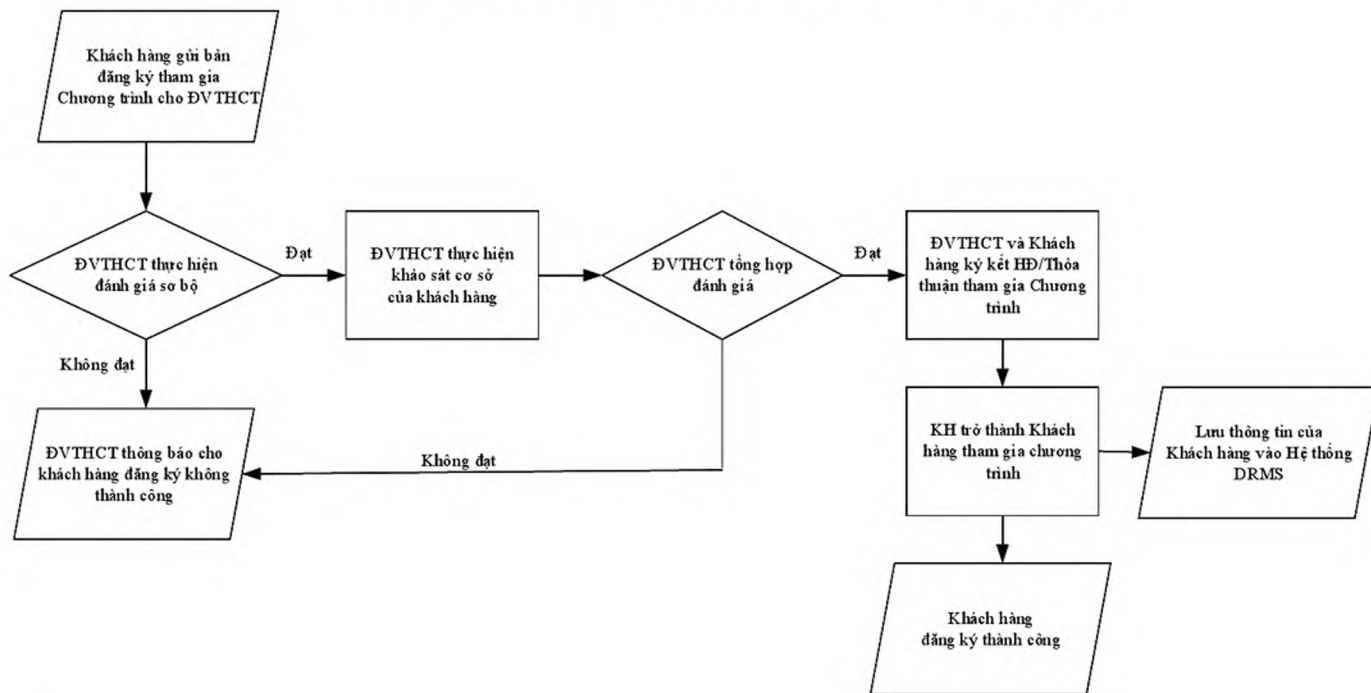 Khách hàng gửi bản
đăng ký tham gia
Chương trình cho ĐVTHCT
ĐVTHCT thực hiện
đánh giá sơ bộ
Đạt
ĐVTHCT thực hiện
khảo sát cơ sở
của khách hàng
ĐVTHCT tổng hợp
đánh giá
Đạt
ĐVTHCT và Khách
hàng ký kết HĐ/Thỏa
thuận tham gia Chương
trình
Không đạt
ĐVTHCT thông báo cho
khách hàng đăng ký không
thành công
Không đạt
KH trở thành Khách
hàng tham gia chương
trình
Lưu thông tin của
Khách hàng vào Hệ thống
DRMS
Khách hàng
đăng ký thành công